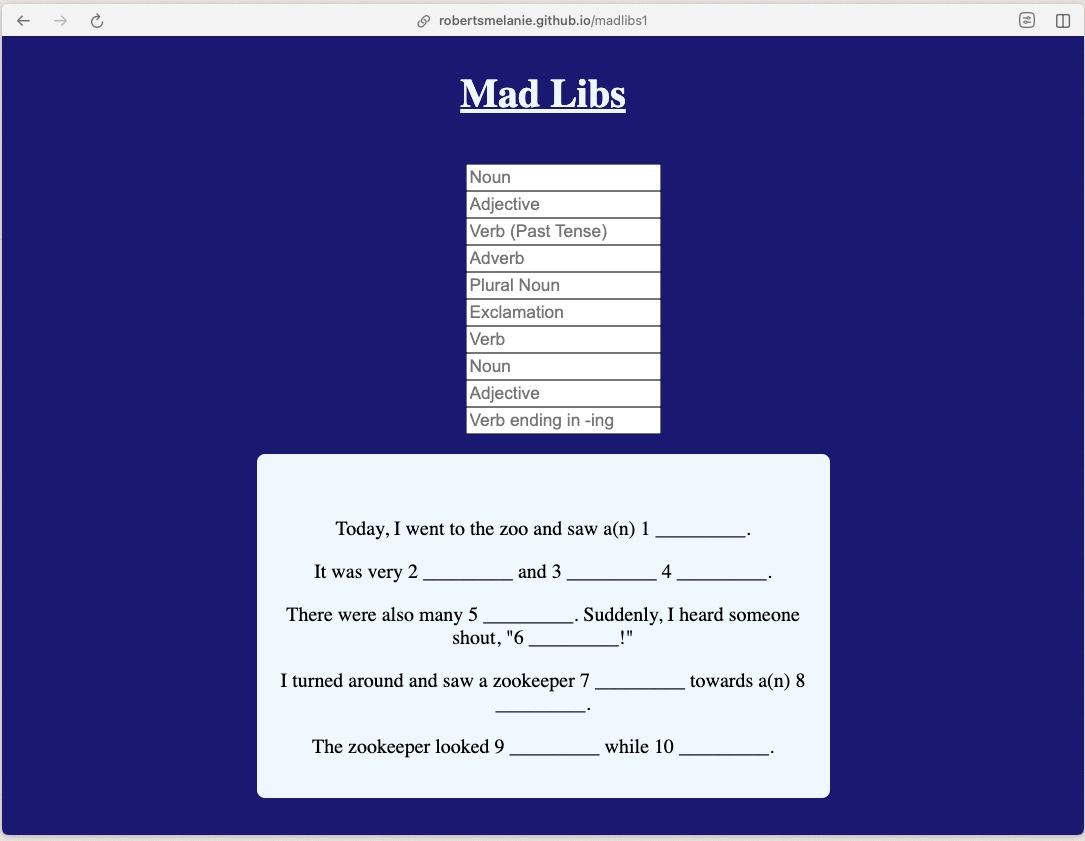 robertsmelanie.github.io/madlibs1
Mad Libs
Noun
Adjective
Verb (Past Tense)
Adverb
Plural Noun
Exclamation
Verb
Noun
Adjective
Verb ending in -ing
Today, I went to the zoo and saw a(n) 1 _________.
It was very 2 _________ and 3 _________ 4 _________.
There were also many 5 _________. Suddenly, I heard someone
shout, "6 _________!"
I turned around and saw a zookeeper 7 _________ towards a(n) 8
_________.
The zookeeper looked 9 _________ while 10 _________.